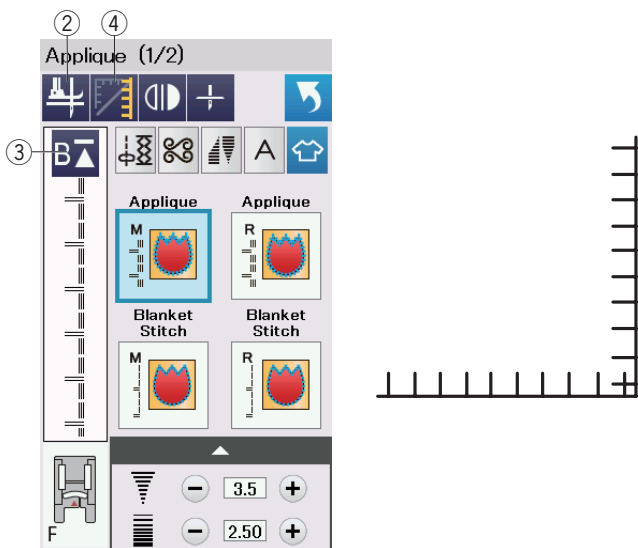 ② ④
Applique (1/2)
③ B A
Applique Applique
M R
Blanket Blanket
Stitch Stitch
M R
3.5
F 2.50